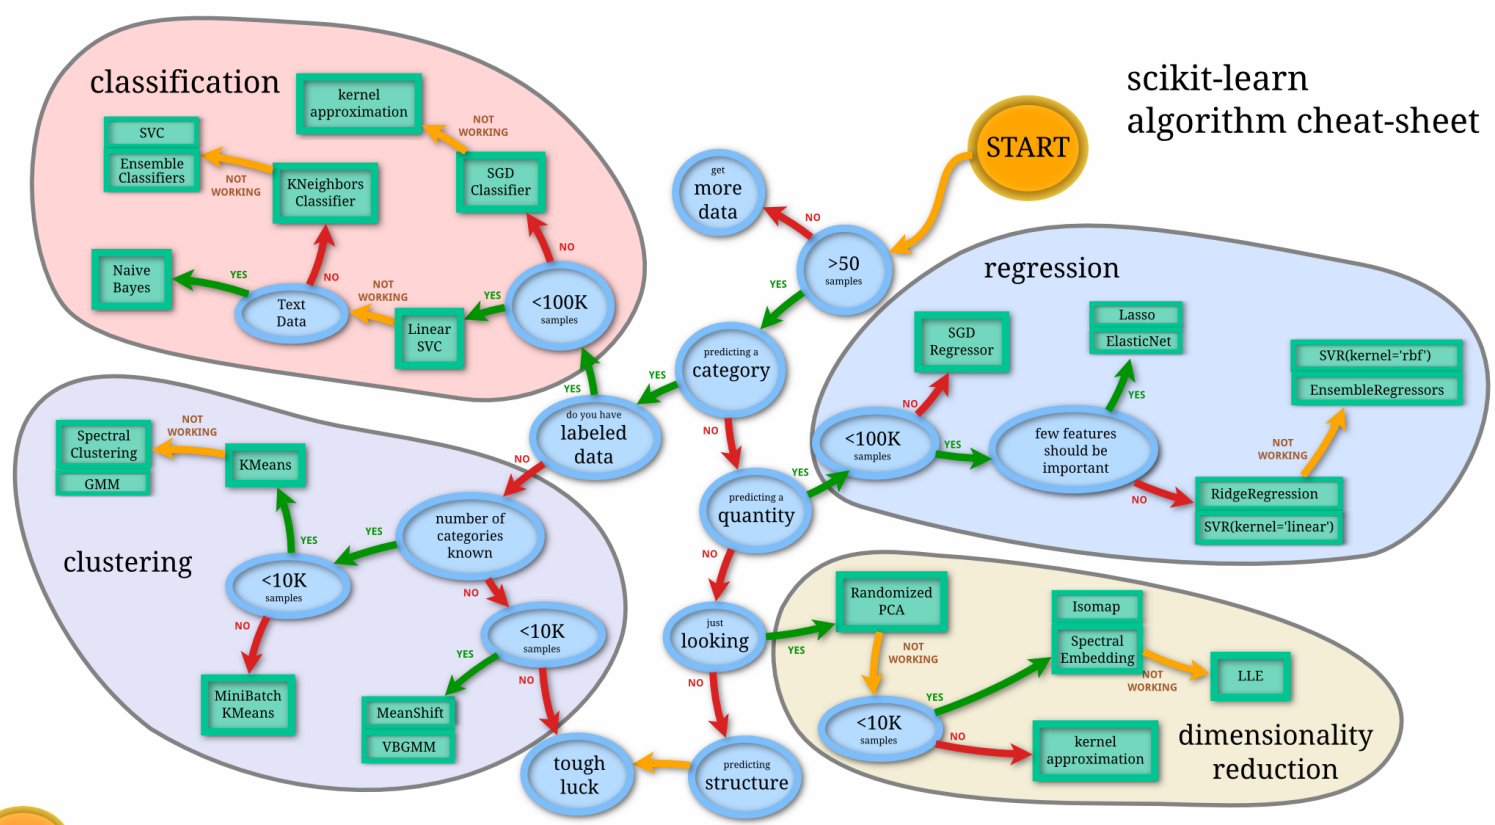 scikit-learn
algorithm cheat-sheet
START
classification
kernel
approximation
NOT
WORKING
SVC
Ensemble
Classifiers
NOT
WORKING
KNeighbors
Classifier
SGD
Classifier
NO
Naive
Bayes
YES
NO
Text
Data
NOT
WORKING
Linear
SVC
YES
<100K
samples
get
more
data
NO
>50
samples
YES
predicting a
category
YES
NO
YES
do you have
labeled
data
NO
predicting a
quantity
YES
NO
just
looking
YES
NO
predicting
structure
tough
luck
regression
SGD
Regressor
NO
<100K
samples
YES
Lasso
ElasticNet
YES
few features
should be
important
NO
SVR(kernel='rbf')
EnsembleRegressors
NOT
WORKING
RidgeRegression
SVR(kernel='linear')
clustering
Spectral
Clustering
GMM
NOT
WORKING
KMeans
YES
<10K
samples
NO
MiniBatch
KMeans
YES
number of
categories
known
NO
<10K
samples
YES
NO
MeanShift
VBGMM
Randomized
PCA
NOT
WORKING
<10K
samples
YES
NO
Isomap
Spectral
Embedding
NOT
WORKING
LLE
kernel
approximation
dimensionality
reduction